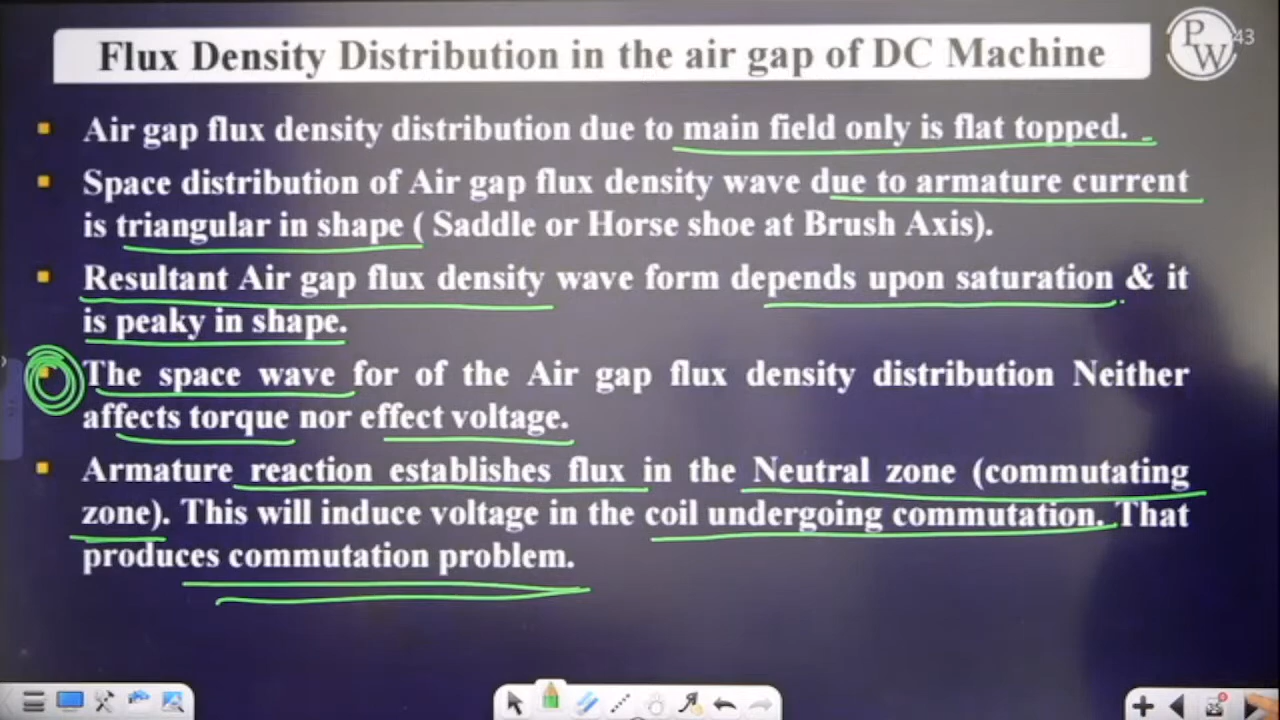 Flux Density Distribution in the air gap of DC Machine
PW
43
Air gap flux density distribution due to main field only is flat topped.
Space distribution of Air gap flux density wave due to armature current
is triangular in shape ( Saddle or Horse shoe at Brush Axis).
Resultant Air gap flux density wave form depends upon saturation & it
is peaky in shape.
The space wave for of the Air gap flux density distribution Neither
affects torque nor effect voltage.
Armature reaction establishes flux in the Neutral zone (commutating
zone). This will induce voltage in the coil undergoing commutation. That
produces commutation problem.